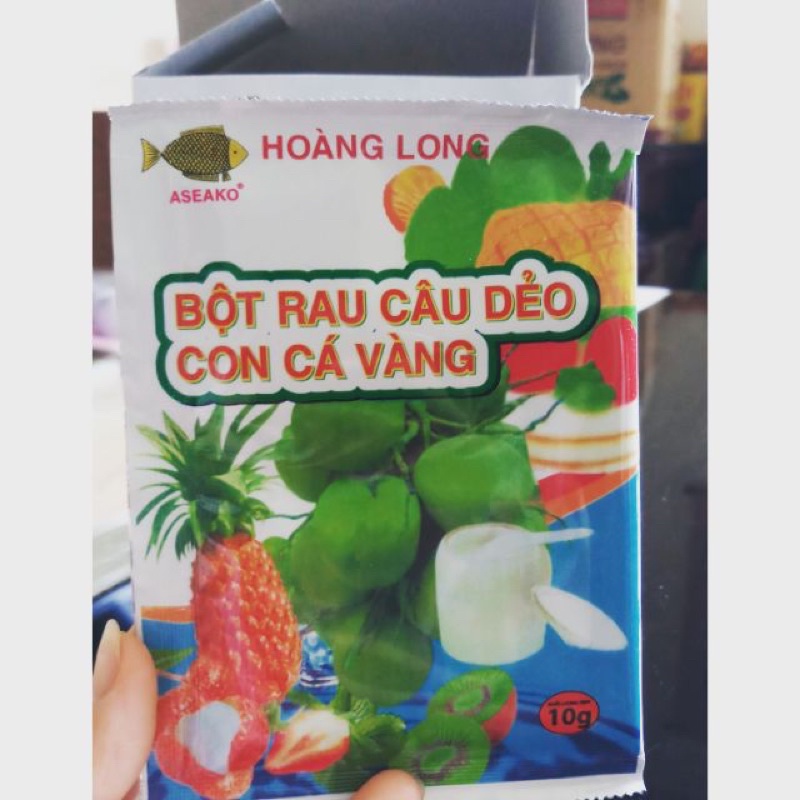 HOÀNG LONG
ASEAKO®
BỘT RAU CÂU DẺO
CON CÁ VÀNG
10g